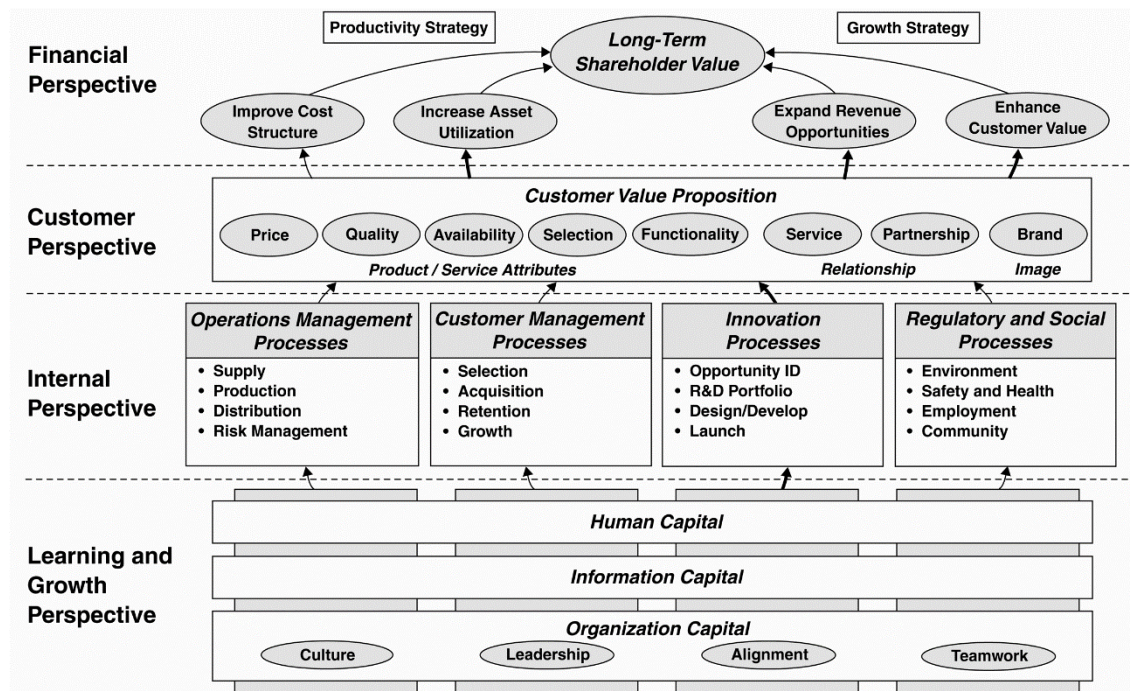 Financial
Perspective
Productivity Strategy
Long-Term
Shareholder Value
Growth Strategy
Improve Cost
Structure
Increase Asset
Utilization
Expand Revenue
Opportunities
Enhance
Customer Value
Customer
Perspective
Customer Value Proposition
Price
Quality
Availability
Selection
Functionality
Service
Partnership
Brand
Product / Service Attributes
Relationship
Image
Internal
Perspective
Operations Management
Processes
• Supply
• Production
• Distribution
• Risk Management
Customer Management
Processes
• Selection
• Acquisition
• Retention
• Growth
Innovation
Processes
• Opportunity ID
• R&D Portfolio
• Design/Develop
• Launch
Regulatory and Social
Processes
• Environment
• Safety and Health
• Employment
• Community
Learning and
Growth
Perspective
Human Capital
Information Capital
Organization Capital
Culture
Leadership
Alignment
Teamwork